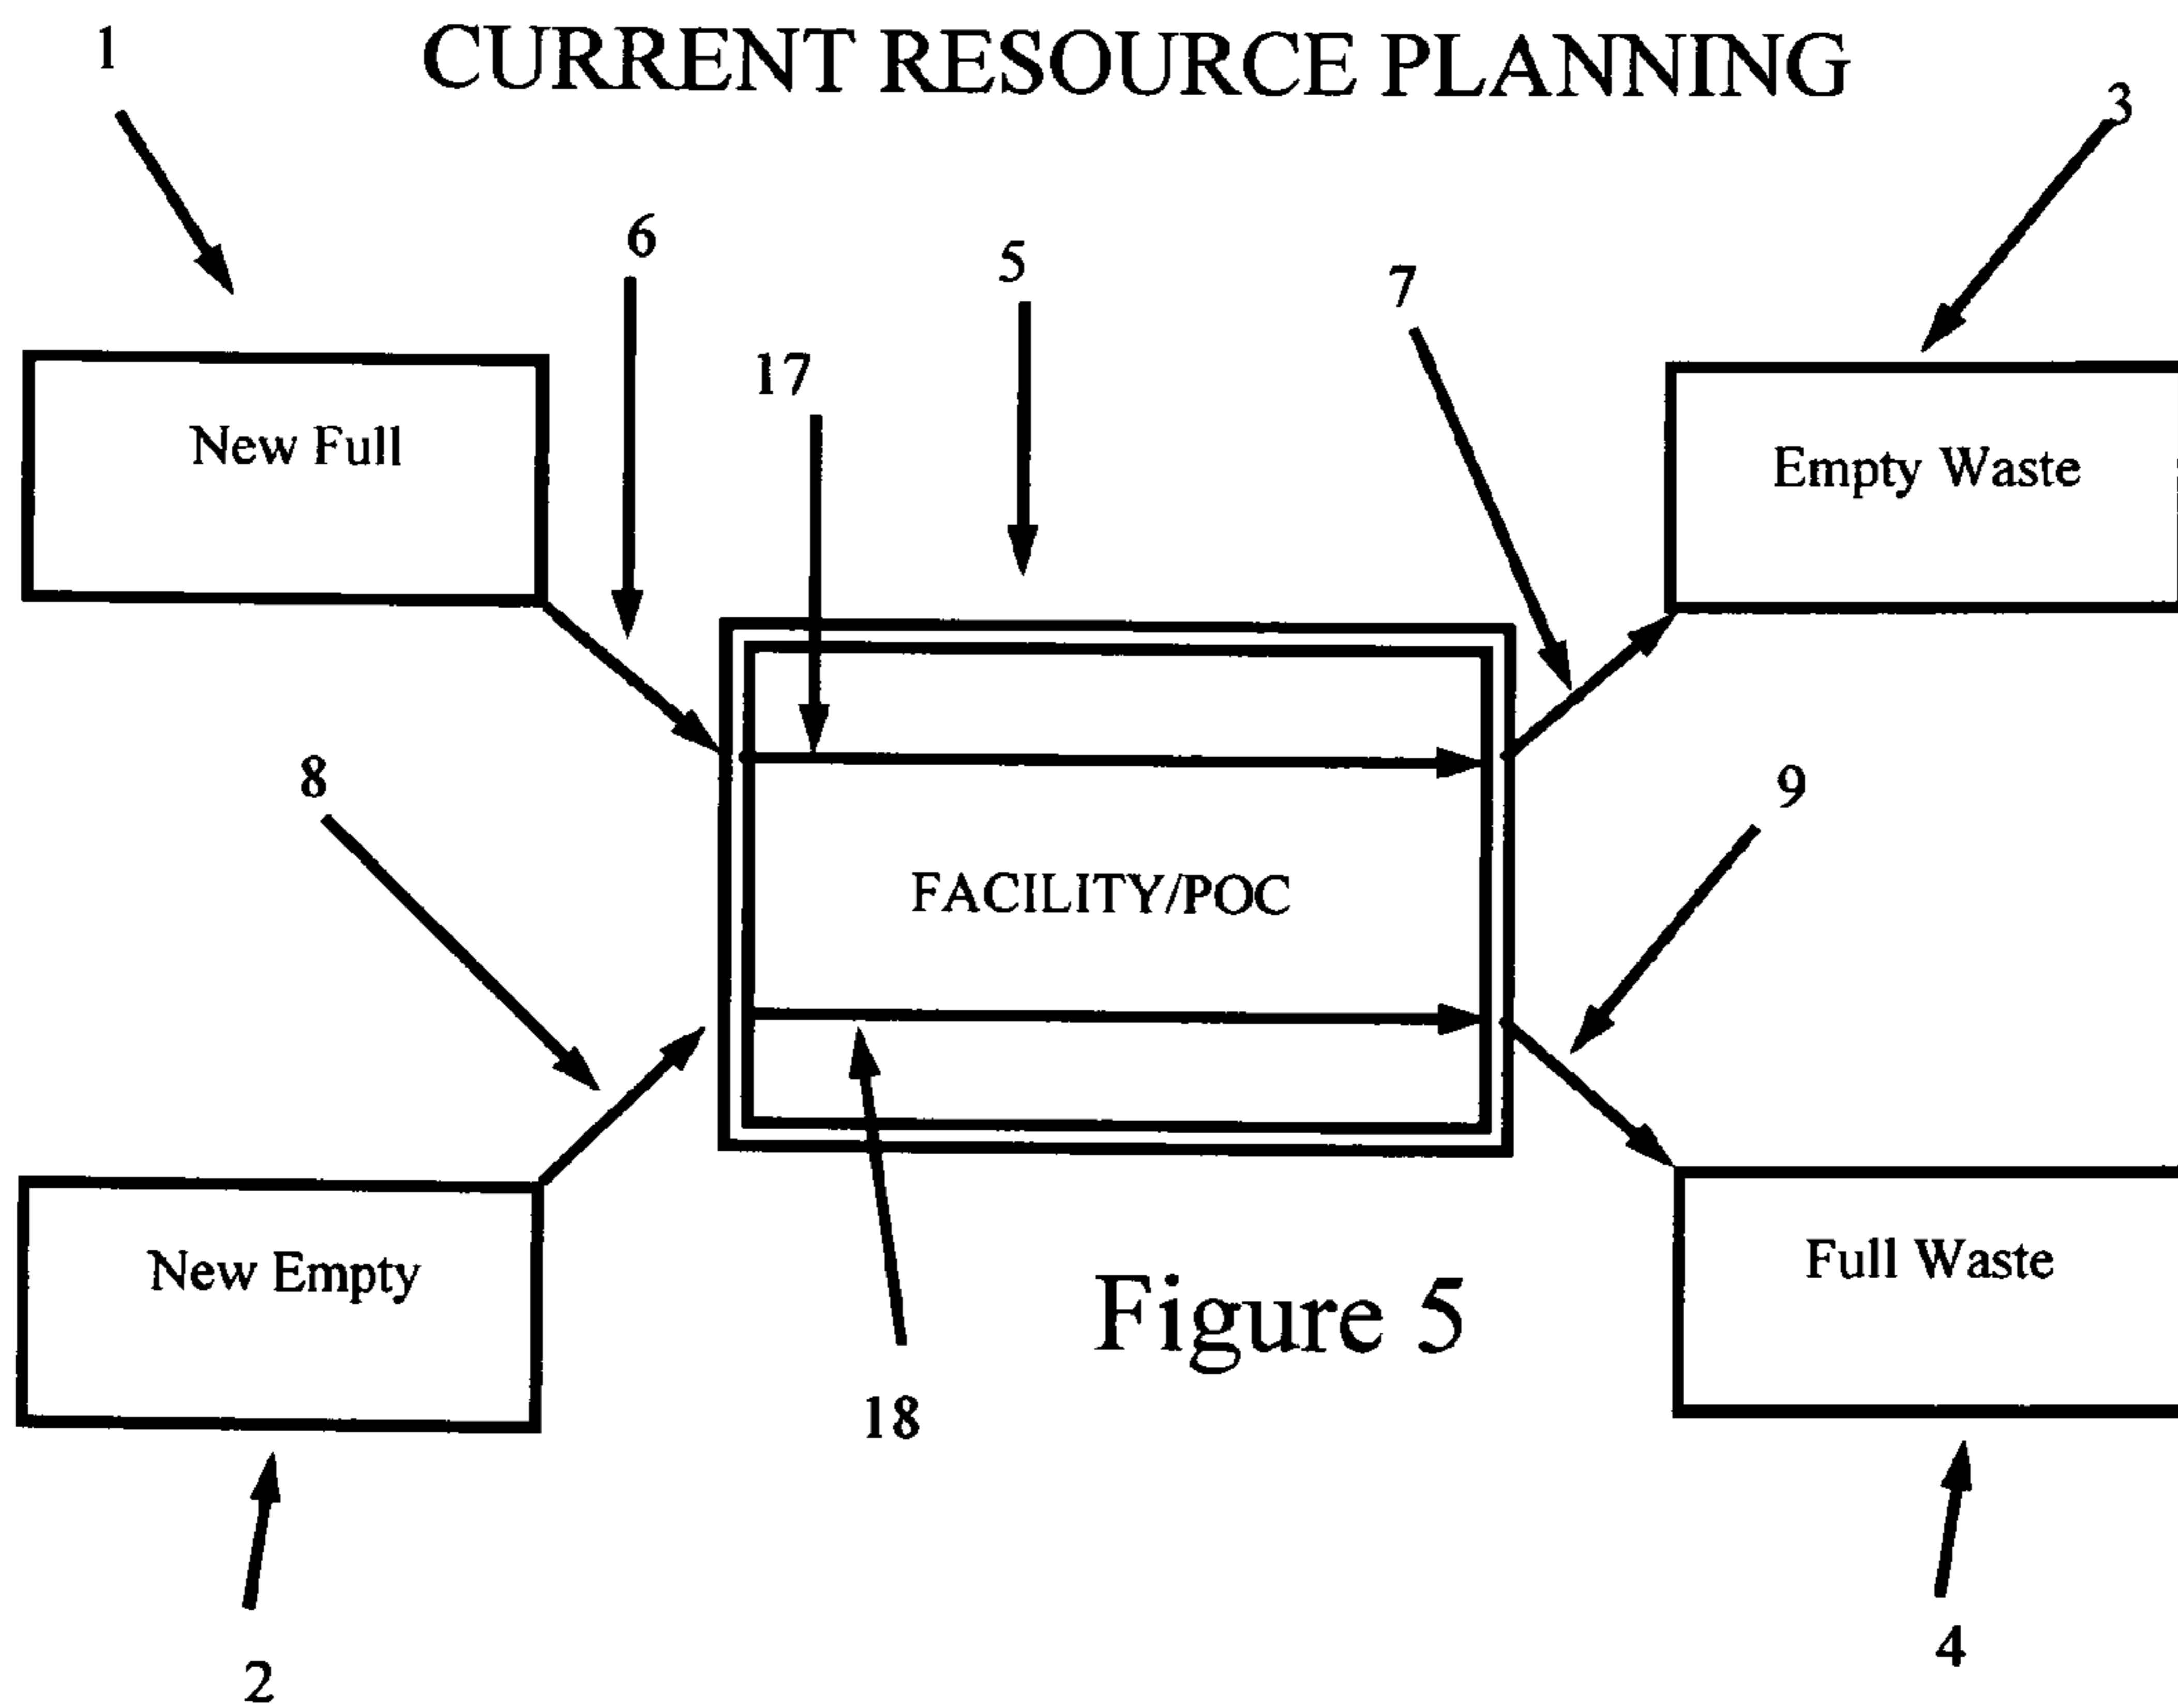 1
CURRENT RESOURCE PLANNING
3
6
5
7
17
New Full
Empty Waste
8
9
FACILITY/POC
New Empty
Full Waste
Figure 5
18
2
4